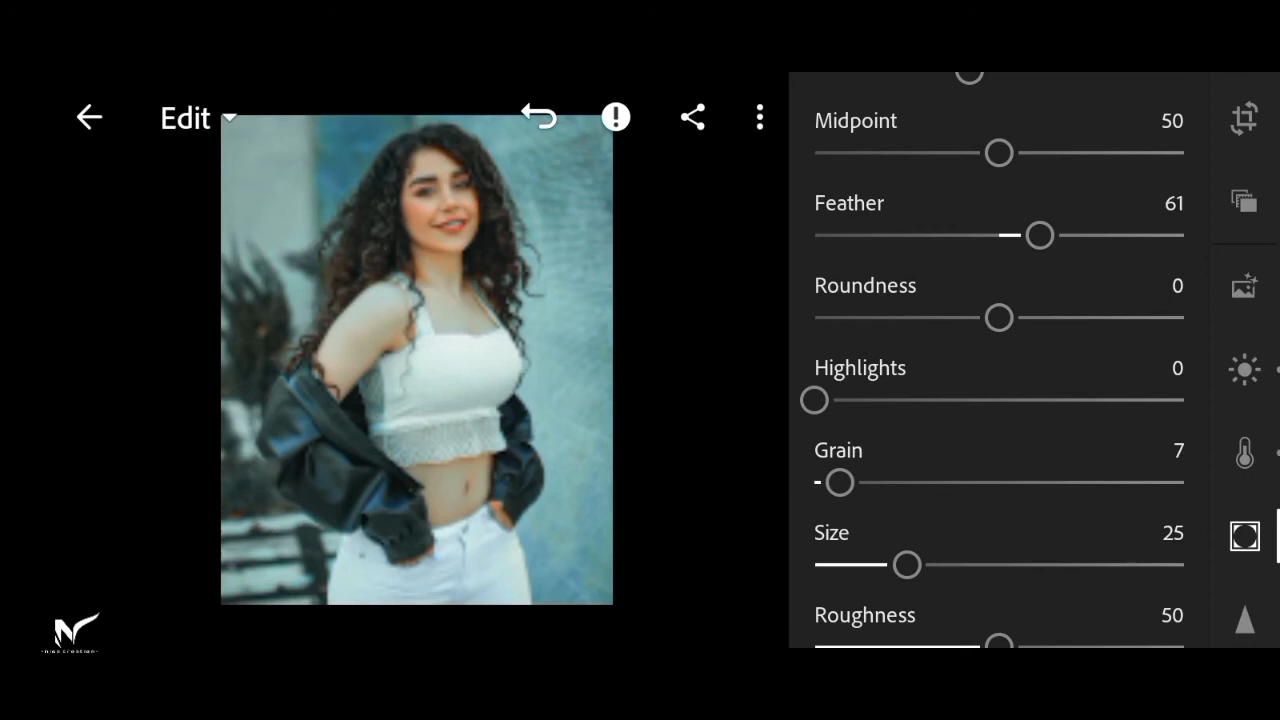 Edit
Midpoint 50
Feather 61
Roundness 0
Highlights 0
Grain 7
Size 25
Roughness 50